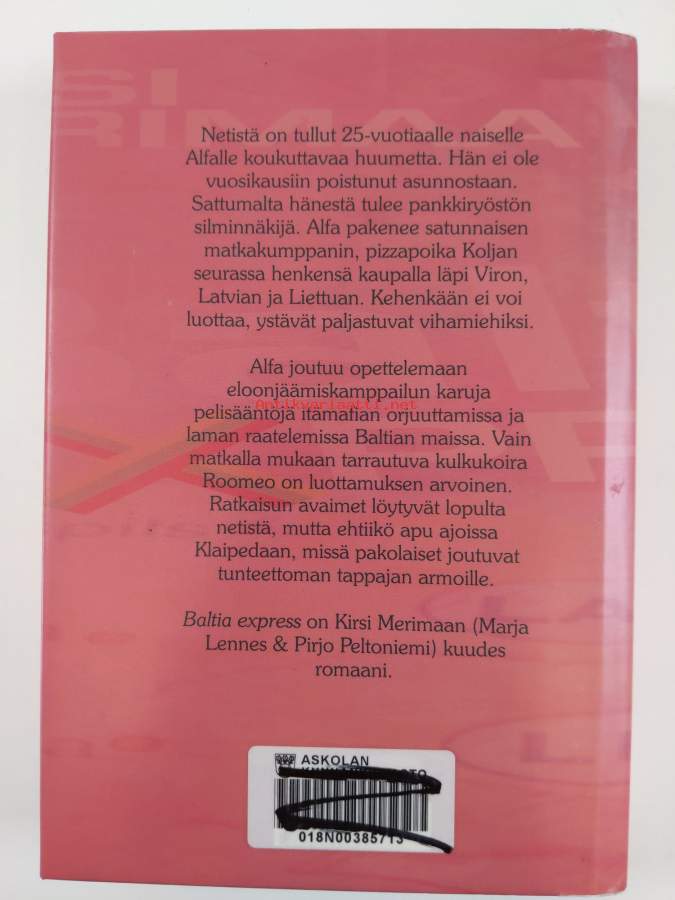 Netistä on tullut 25-vuotiaalle naiselle
Alfalle koukuttavaa huumetta. Hän ei ole
vuosikausiin poistunut asunnostaan.
Sattumalta hänestä tulee pankkiryöstön
silminnäkijä. Alfa pakenee satunnaisen
matkakumppanin, pizzapoika Koljan
seurassa henkensä kaupalla läpi Viron,
Latvian ja Liettuan. Kehenkään ei voi
luottaa, ystävät paljastuvat vihamiehiksi.
Alfa joutuu opettelemaan
eloonjäämiskamppailun karuja
Antikvariaatti.net
pelisääntöjä itämafian orjuuttamissa ja
laman raatelemissa Baltian maissa. Vain
matkalla mukaan tarrautuva kulkukoira
Roomeo on luottamuksen arvoinen.
Ratkaisun avaimet löytyvät lopulta
netistä, mutta ehtiikö apu ajoissa
Klaipedaan, missä pakolaiset joutuvat
tunteettoman tappajan armoille.
Baltia express on Kirsi Merimaan (Marja
Lennes & Pirjo Peltoniemi) kuudes
romaani.
ASKOLAN
018N00385713